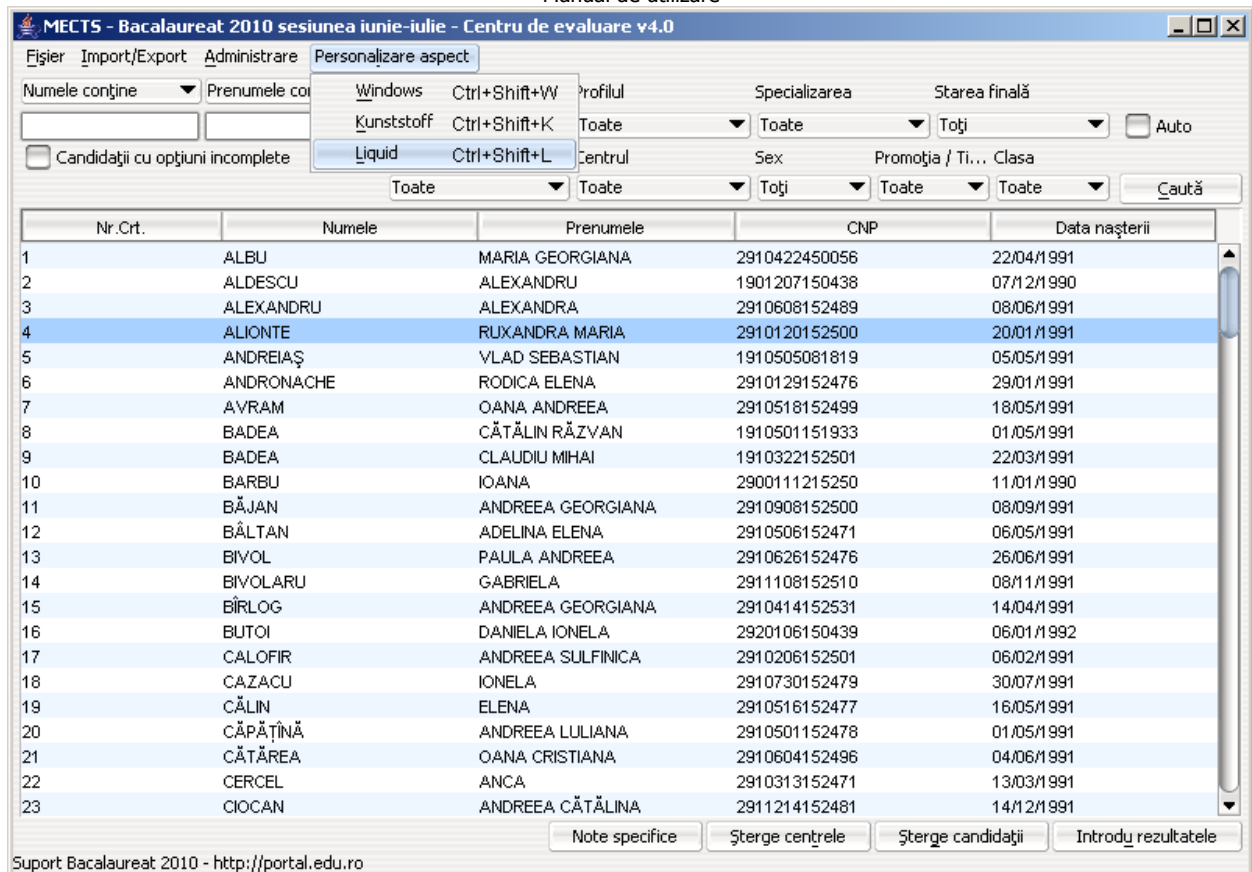 Manual de utilizare
MECTS - Bacalaureat 2010 sesiunea iunie-iulie - Centru de evaluare v4.0
Fişier Import/Export Administrare Personalizare aspect
Windows Ctrl+Shift+W
Kunststoff Ctrl+Shift+K
Liquid Ctrl+Shift+L
Numele conţine Prenumele Profilul Specializarea Starea finală
Toate Toate Toţi Auto
Candidaţii cu opţiuni incomplete Centrul Sex Promoţia / Ti... Clasa
Toate Toate Toţi Toate Toate Caută
Nr.Crt. Numele Prenumele CNP Data naşterii
1 ALBU MARIA GEORGIANA 2910422450056 22/04/1991
2 ALDESCU ALEXANDRU 1901207150438 07/12/1990
3 ALEXANDRU ALEXANDRA 2910608152489 08/06/1991
4 ALIONTE RUXANDRA MARIA 2910120152500 20/01/1991
5 ANDREIAŞ VLAD SEBASTIAN 1910505081819 05/05/1991
6 ANDRONACHE RODICA ELENA 2910129152476 29/01/1991
7 AVRAM OANA ANDREEA 2910518152499 18/05/1991
8 BADEA CĂTĂLIN RĂZVAN 1910501151933 01/05/1991
9 BADEA CLAUDIU MIHAI 1910322152501 22/03/1991
10 BARBU IOANA 2900111215250 11/01/1990
11 BĂJAN ANDREEA GEORGIANA 2910908152500 08/09/1991
12 BÂLTAN ADELINA ELENA 2910506152471 06/05/1991
13 BIVOL PAULA ANDREEA 2910626152476 26/06/1991
14 BIVOLARU GABRIELA 2911108152510 08/11/1991
15 BÎRLOG ANDREEA GEORGIANA 2910414152531 14/04/1991
16 BUTOI DANIELA IONELA 2920106150439 06/01/1992
17 CALOFIR ANDREEA SULFINICA 2910206152501 06/02/1991
18 CAZACU IONELA 2910730152479 30/07/1991
19 CĂLIN ELENA 2910516152477 16/05/1991
20 CĂPĂŢÎNĂ ANDREEA LULIANA 2910501152478 01/05/1991
21 CĂTĂREA OANA CRISTIANA 2910604152496 04/06/1991
22 CERCEL ANCA 2910313152471 13/03/1991
23 CIOCAN ANDREEA CĂTĂLINA 2911214152481 14/12/1991
Note specifice Şterge centrele Şterge candidaţii Introdu rezultatele
Suport Bacalaureat 2010 - http://portal.edu.ro